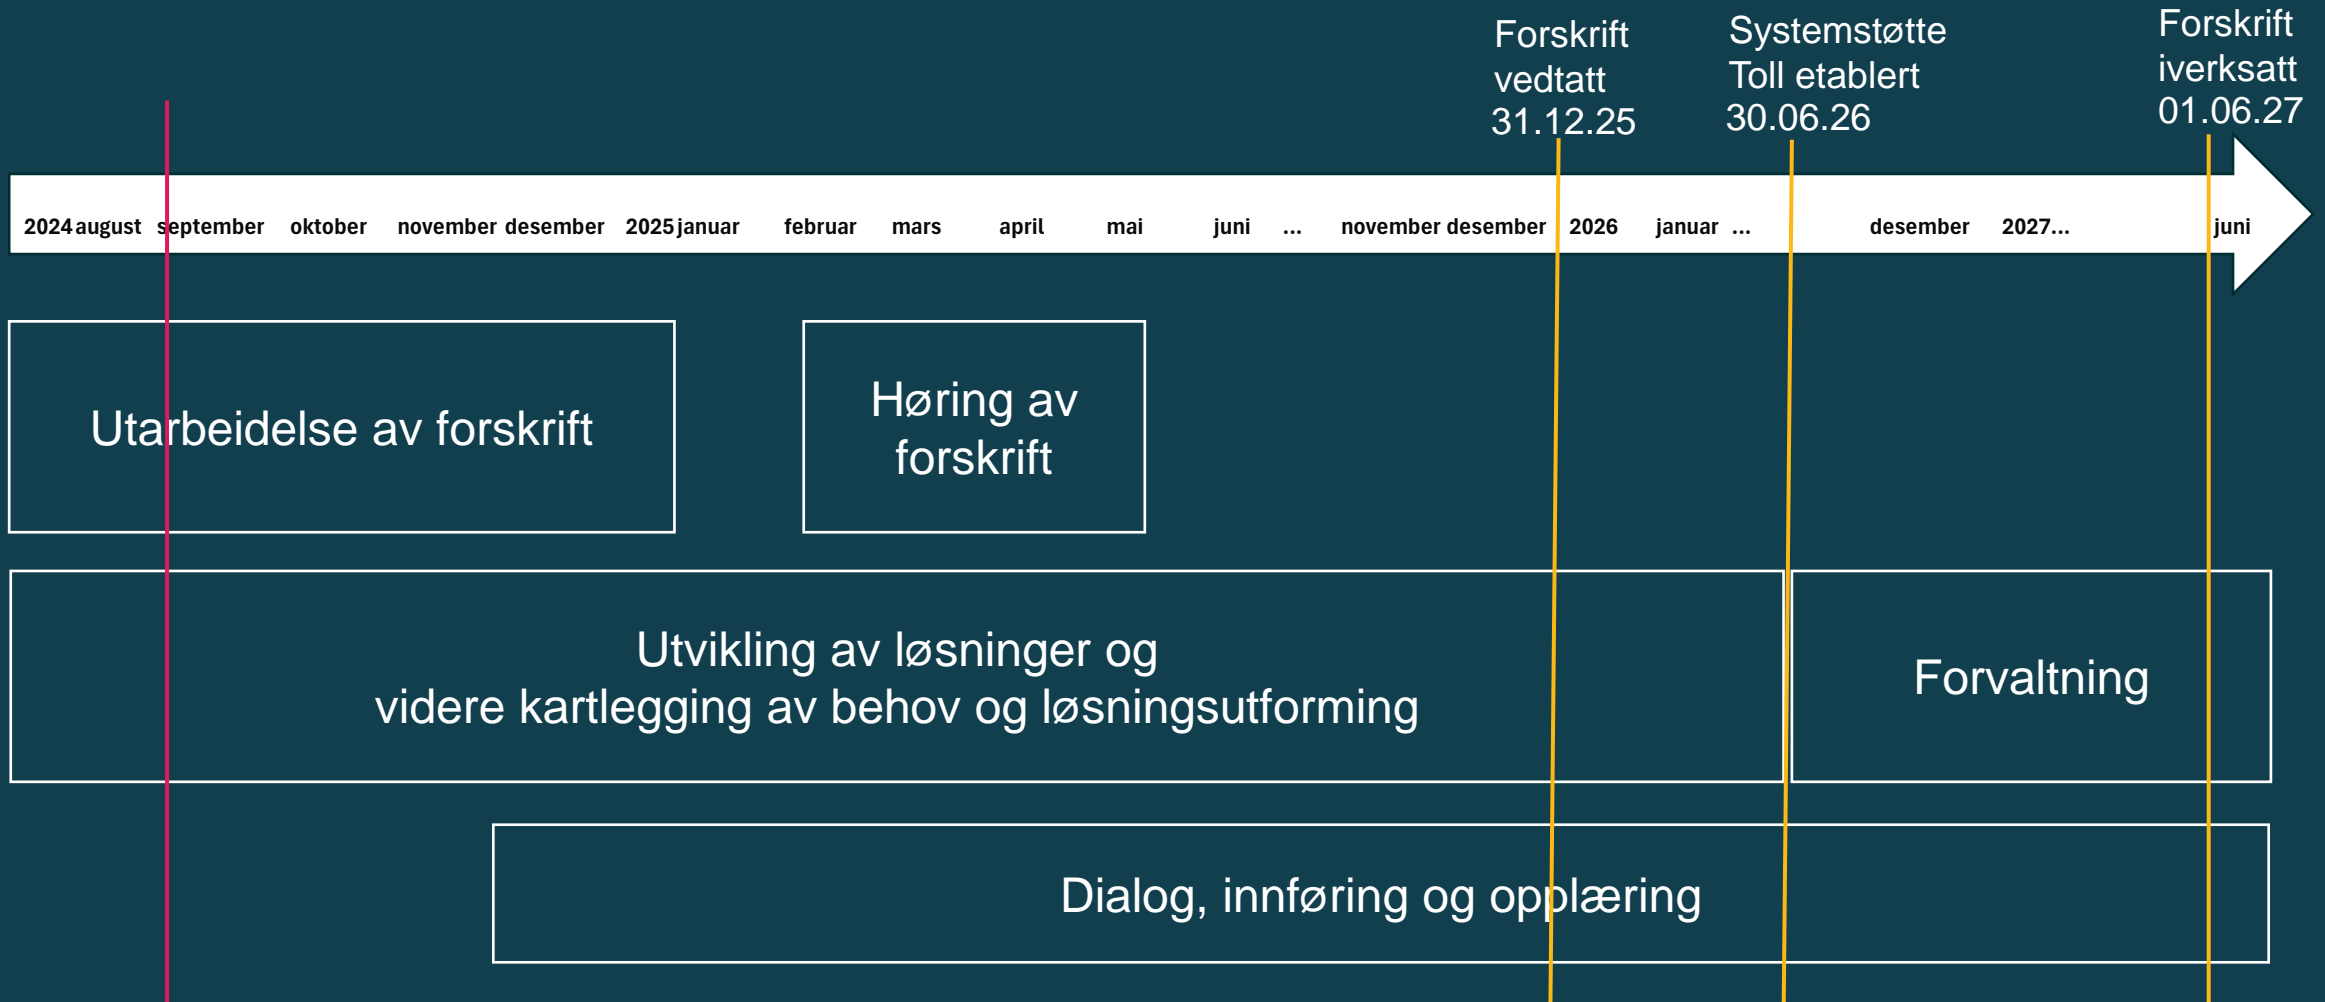 Forskrift
vedtatt
31.12.25
Systemstøtte
Toll etablert
30.06.26
Forskrift
iverksatt
01.06.27
2024 august september oktober november desember 2025 januar februar mars april mai juni ... november desember 2026 januar ... desember 2027... juni
Utarbeidelse av forskrift
Høring av
forskrift
Utvikling av løsninger og
videre kartlegging av behov og løsningsutforming
Forvaltning
Dialog, innføring og opplæring